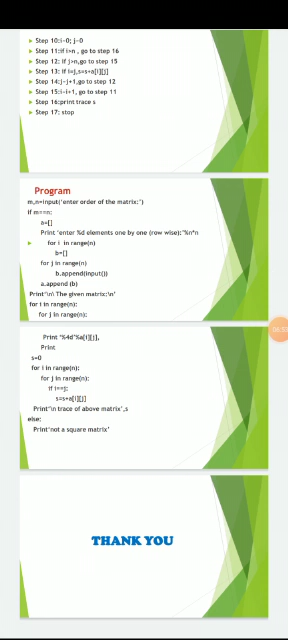 Step 10:i-0; j-0
Step 11:if i>n , go to step 16
Step 12: if j>n,go to step 15
Step 13: if i=j,s=s+a[i][j]
Step 14:j-j+1,go to step 12
Step 15:i-i+1, go to step 11
Step 16:print trace s
Step 17: stop
Program
m,n=input('enter order of the matrix:')
if m==n:
a=[]
Print 'enter %d elements one by one (row wise):'%n*n
for i in range(n)
b=[]
for j in range(n)
b.append(input())
a.append (b)
Print'\n\ The given matrix:\n'
for i in range(n):
for j in range(n):
Print '%4d'%a[i][j],
Print
s=0
for i in range(n):
for j in range(n):
if i==j:
s=s+a[i][j]
Print'\n trace of above matrix',s
else:
Print'not a square matrix'
THANK YOU